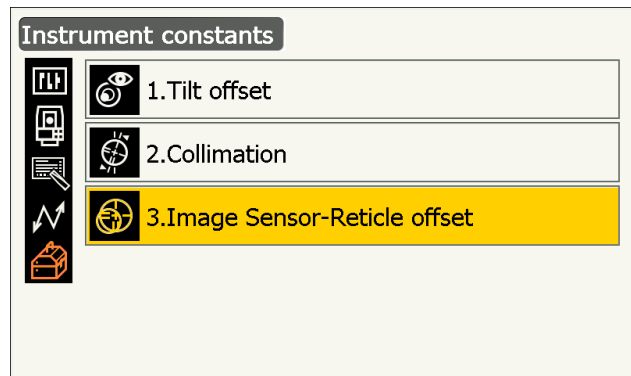 Instrument constants
1.Tilt offset
2.Collimation
3.Image Sensor-Reticle offset